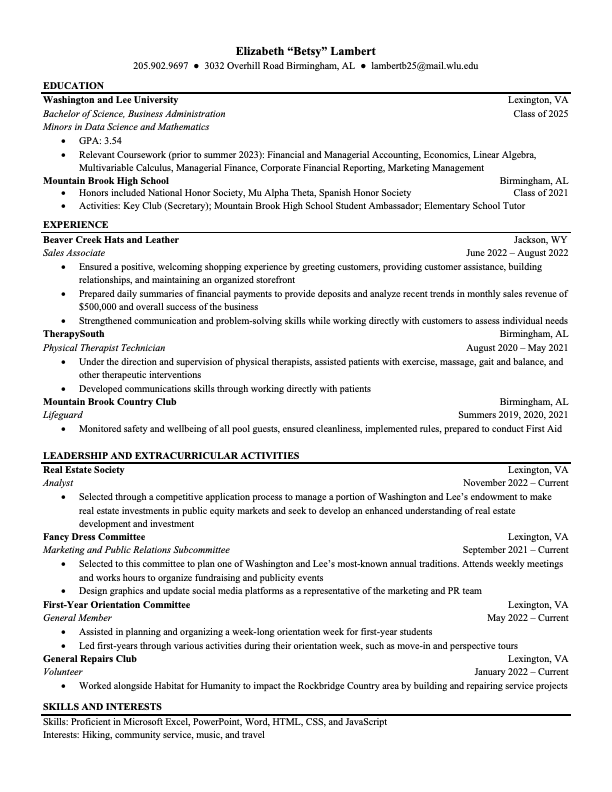 Elizabeth “Betsy” Lambert
205.902.9697 ● 3032 Overhill Road Birmingham, AL ● lambertb25@mail.wlu.edu
EDUCATION
Washington and Lee University Lexington, VA
Bachelor of Science, Business Administration Class of 2025
Minors in Data Science and Mathematics
• GPA: 3.54
• Relevant Coursework (prior to summer 2023): Financial and Managerial Accounting, Economics, Linear Algebra,
Multivariable Calculus, Managerial Finance, Corporate Financial Reporting, Marketing Management
Mountain Brook High School Birmingham, AL
• Honors included National Honor Society, Mu Alpha Theta, Spanish Honor Society Class of 2021
• Activities: Key Club (Secretary); Mountain Brook High School Student Ambassador; Elementary School Tutor
EXPERIENCE
Beaver Creek Hats and Leather Jackson, WY
Sales Associate June 2022 – August 2022
• Ensured a positive, welcoming shopping experience by greeting customers, providing customer assistance, building
relationships, and maintaining an organized storefront
• Prepared daily summaries of financial payments to provide deposits and analyze recent trends in monthly sales revenue of
$500,000 and overall success of the business
• Strengthened communication and problem-solving skills while working directly with customers to assess individual needs
TherapySouth Birmingham, AL
Physical Therapist Technician August 2020 – May 2021
• Under the direction and supervision of physical therapists, assisted patients with exercise, massage, gait and balance, and
other therapeutic interventions
• Developed communications skills through working directly with patients
Mountain Brook Country Club Birmingham, AL
Lifeguard Summers 2019, 2020, 2021
• Monitored safety and wellbeing of all pool guests, ensured cleanliness, implemented rules, prepared to conduct First Aid
LEADERSHIP AND EXTRACURRICULAR ACTIVITIES
Real Estate Society Lexington, VA
Analyst November 2022 – Current
• Selected through a competitive application process to manage a portion of Washington and Lee’s endowment to make
real estate investments in public equity markets and seek to develop an enhanced understanding of real estate
development and investment
Fancy Dress Committee Lexington, VA
Marketing and Public Relations Subcommittee September 2021 – Current
• Selected to this committee to plan one of Washington and Lee’s most-known annual traditions. Attends weekly meetings
and works hours to organize fundraising and publicity events
• Design graphics and update social media platforms as a representative of the marketing and PR team
First-Year Orientation Committee Lexington, VA
General Member May 2022 – Current
• Assisted in planning and organizing a week-long orientation week for first-year students
• Led first-years through various activities during their orientation week, such as move-in and perspective tours
General Repairs Club Lexington, VA
Volunteer January 2022 – Current
• Worked alongside Habitat for Humanity to impact the Rockbridge Country area by building and repairing service projects
SKILLS AND INTERESTS
Skills: Proficient in Microsoft Excel, PowerPoint, Word, HTML, CSS, and JavaScript
Interests: Hiking, community service, music, and travel